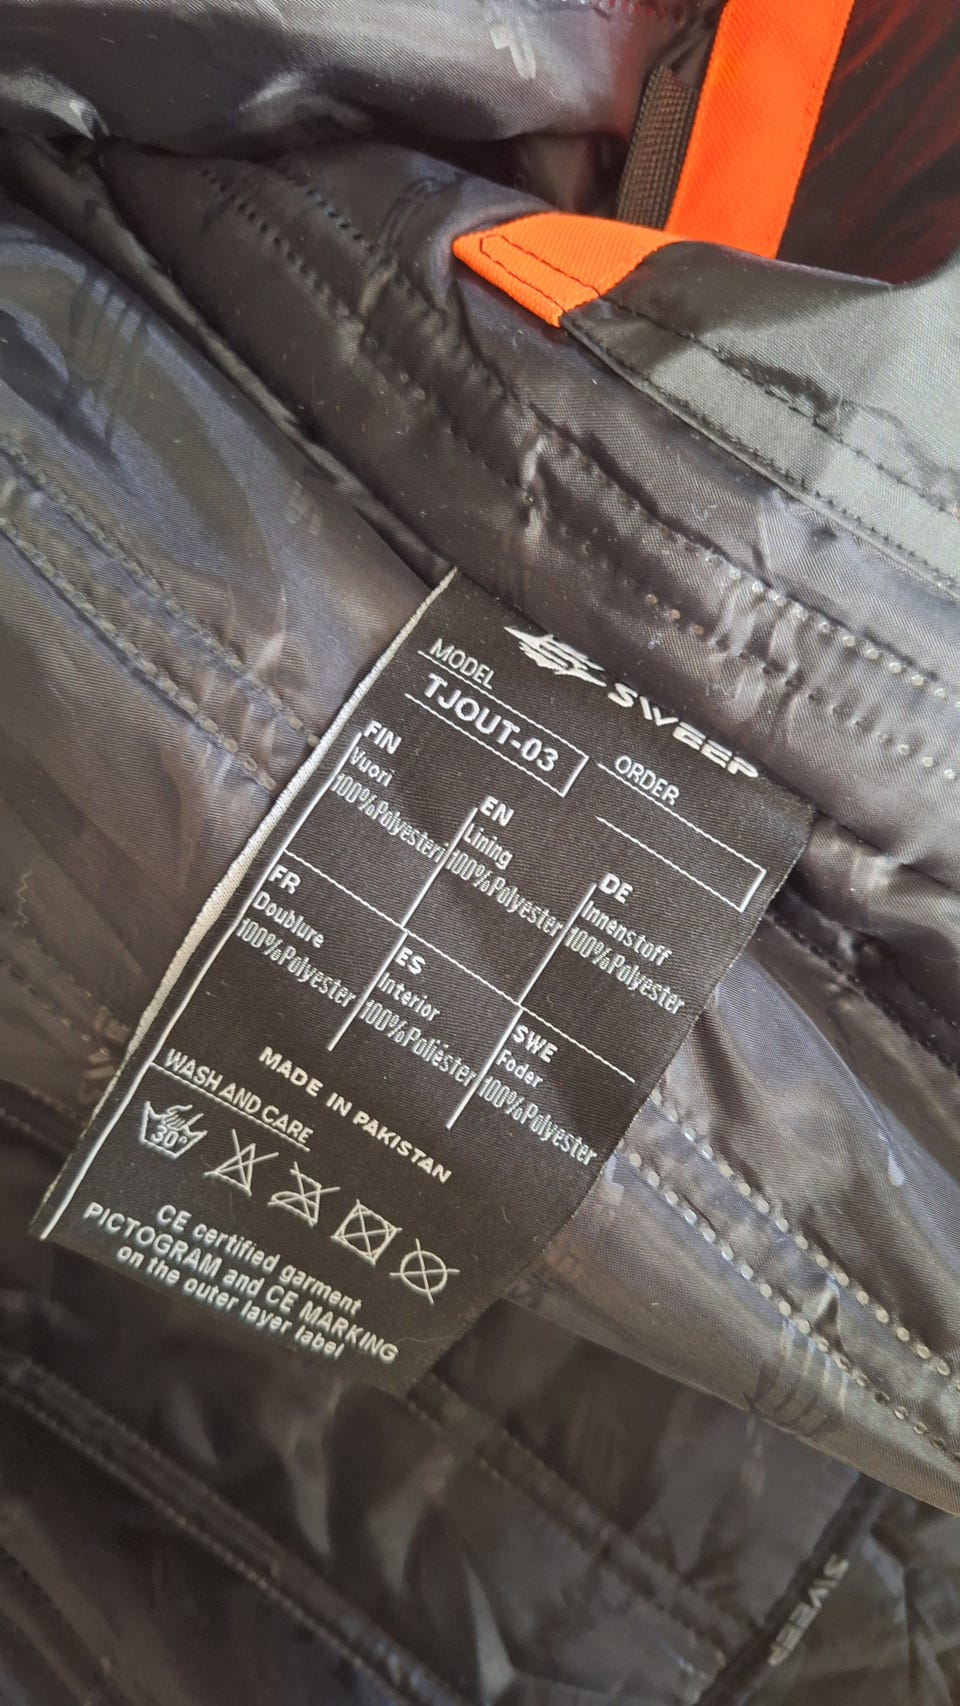 SWEEP
MODEL
TJOUT-03
ORDER
FIN
Vuori
100%Polyesteri
EN
Lining
100%Polyester
DE
Innenstoff
100%Polyester
FR
Doublure
100%Polyester
ES
Interior
100%Poliéster
SWE
Foder
100%Polyester
MADE IN PAKISTAN
WASH AND CARE
30°
CE certified garment
PICTOGRAM and CE MARKING
on the outer layer label
SWEEP